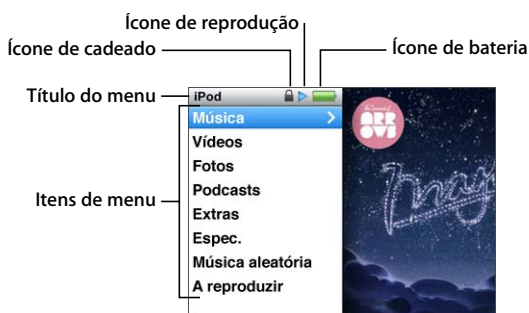 Ícone de reprodução
Ícone de cadeado
Ícone de bateria
Título do menu
iPod
Música
Vídeos
Fotos
Podcasts
Itens de menu
Extras
Espec.
Música aleatória
A reproduzir
ARROWS